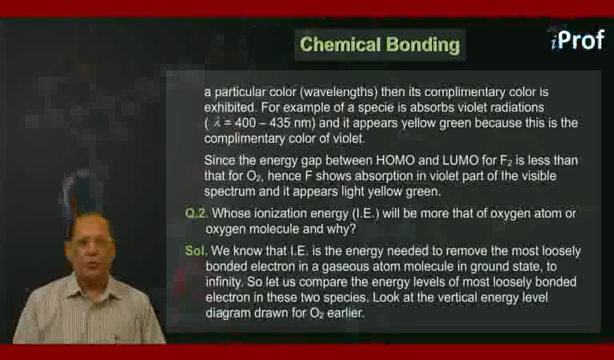 Chemical Bonding
iProf
a particular color (wavelengths) then its complimentary color is
exhibited. For example of a specie is absorbs violet radiations
( λ = 400 – 435 nm) and it appears yellow green because this is the
complimentary color of violet.
Since the energy gap between HOMO and LUMO for F₂ is less than
that for O₂, hence F shows absorption in violet part of the visible
spectrum and it appears light yellow green.
Q.2. Whose ionization energy (I.E.) will be more that of oxygen atom or
oxygen molecule and why?
Sol. We know that I.E. is the energy needed to remove the most loosely
bonded electron in a gaseous atom molecule in ground state, to
infinity. So let us compare the energy levels of most loosely bonded
electron in these two species. Look at the vertical energy level
diagram drawn for O₂ earlier.